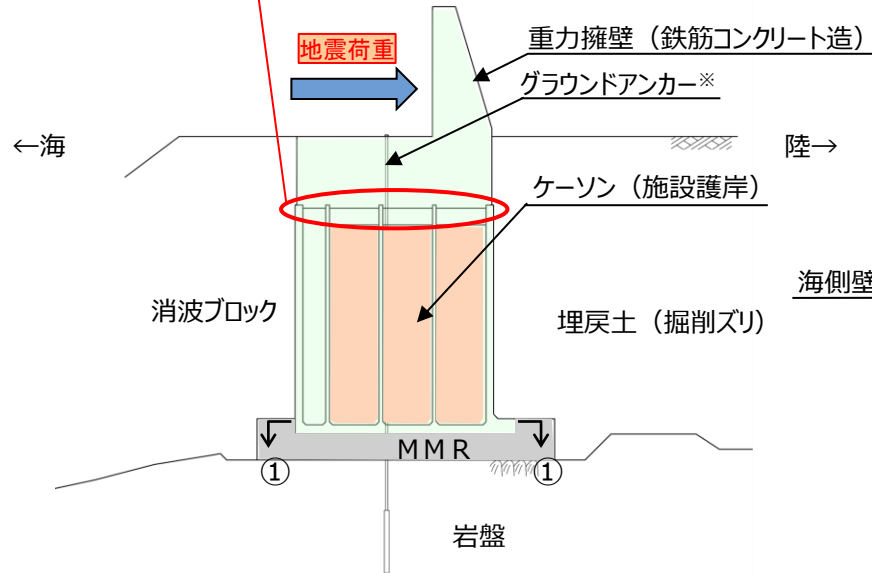 地震荷重
重力擁壁（鉄筋コンクリート造）
グラウンドアンカー※
←海
陸→
ケーソン（施設護岸）
海側壁
消波ブロック
埋戻土（掘削ズリ）
MMR
①
①
岩盤